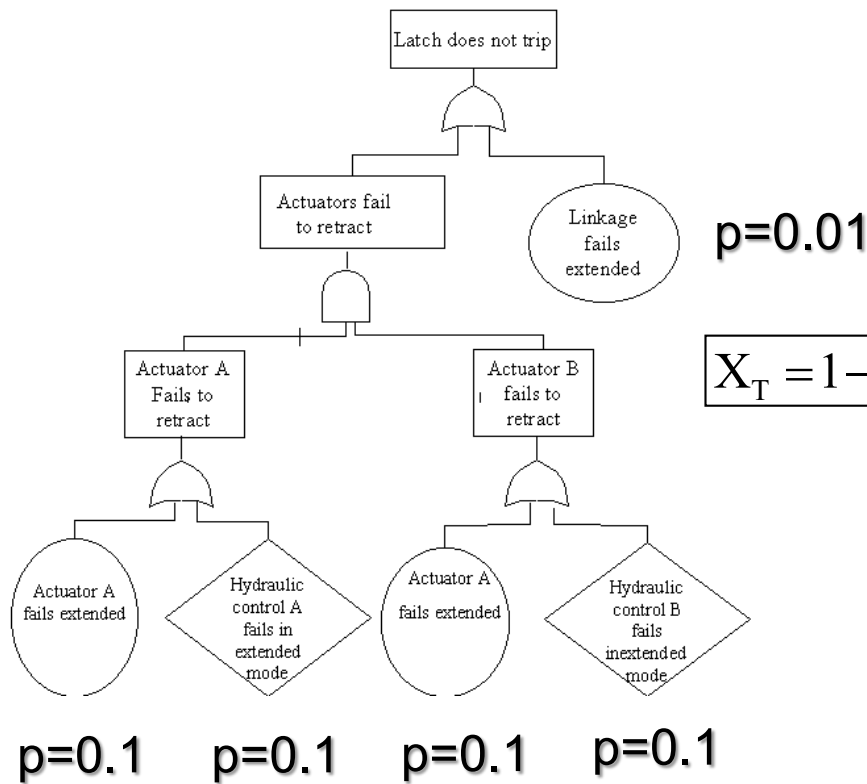 Latch does not trip
Actuators fail
to retract
Linkage
fails
extended
p=0.01
X_T = 1−
Actuator A
Fails to
retract
Actuator B
fails to
retract
Actuator A
fails extended
Hydraulic
control A
fails in
extended
mode
Actuator A
fails extended
Hydraulic
control B
fails
inextended
mode
p=0.1
p=0.1
p=0.1
p=0.1